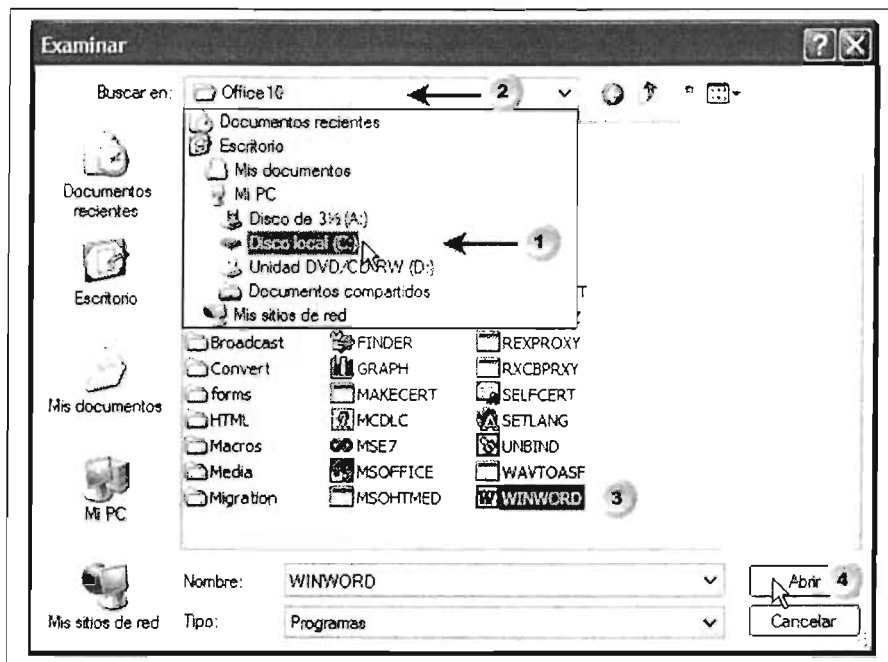 Examinar
Buscar en: Office10 2
Documentos recientes
Escritorio
Mis documentos
Mi PC
Disco de 3½ (A:)
Disco local (C:) 1
Unidad DVD/CD-RW (D:)
Documentos compartidos
Mis sitios de red
Documentos
recientes
Escritorio
Mis documentos
Mi PC
Mis sitios de red
T
Broadcast FINDER REXPROXY
Convert GRAPH RXCBPRXY
forms MAKECERT SELFCERT
HTML MCDLC SETLANG
Macros MSE7 UNBIND
Media MSOFFICE WAVTOASF
Migration MSOHTMED WINWORD 3
Nombre: WINWORD Abrir 4
Tipo: Programas Cancelar